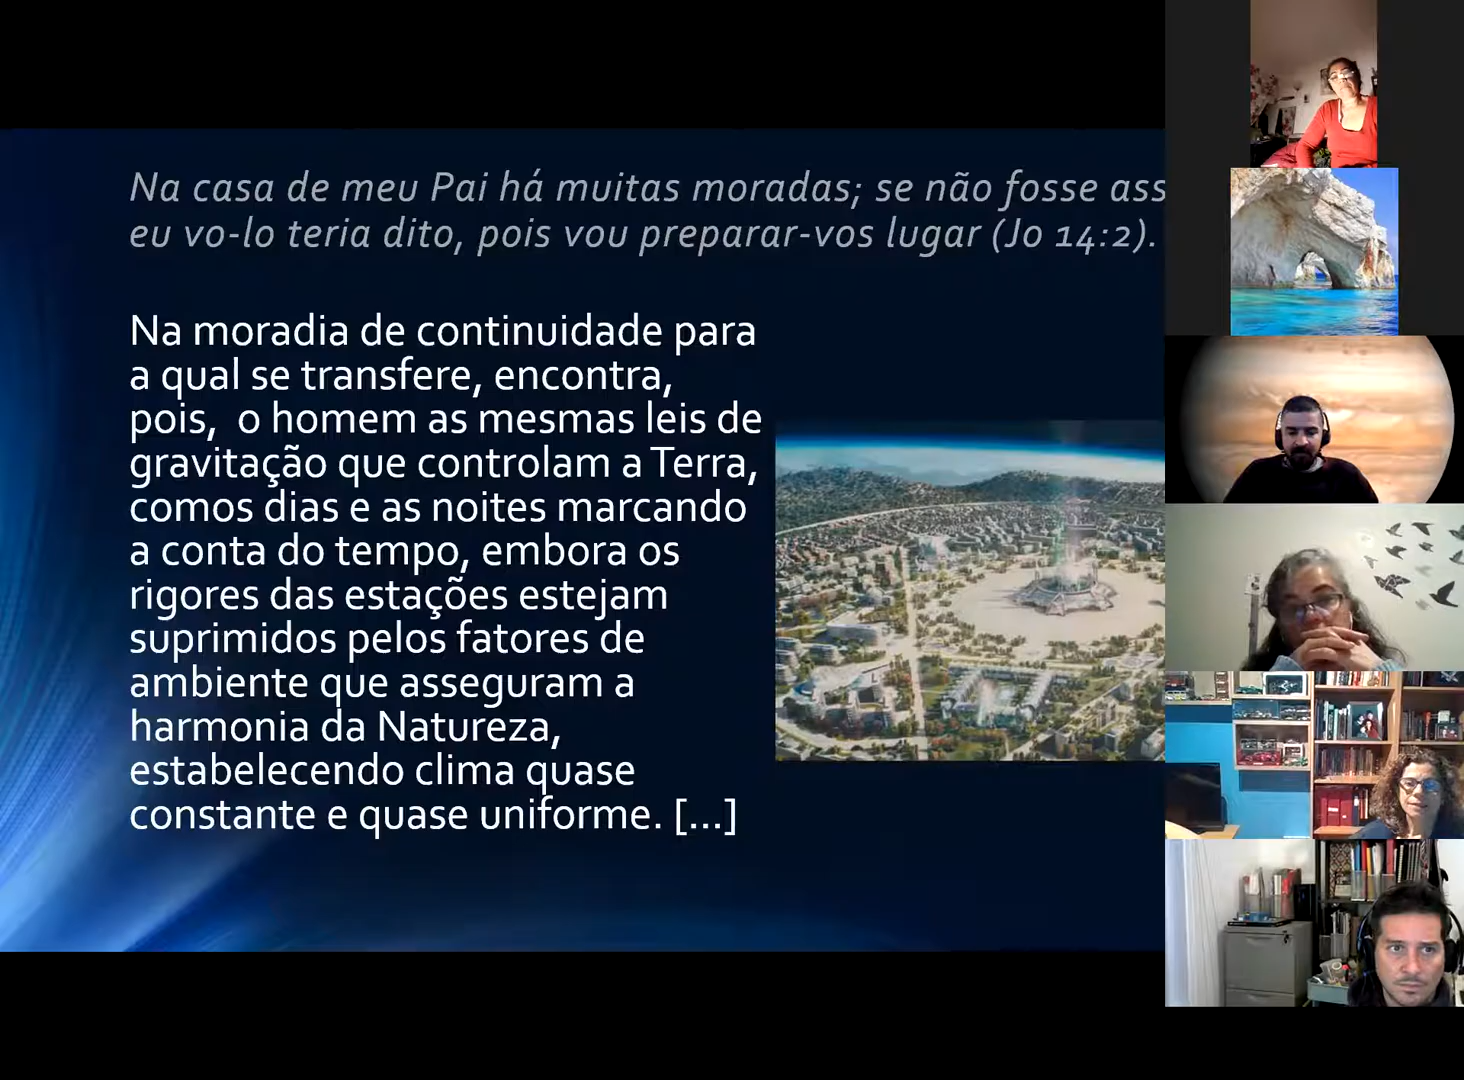 Na casa de meu Pai há muitas moradas; se não fosse ass
eu vo-lo teria dito, pois vou preparar-vos lugar (Jo 14:2).
Na moradia de continuidade para
a qual se transfere, encontra,
pois, o homem as mesmas leis de
gravitação que controlam a Terra,
comos dias e as noites marcando
a conta do tempo, embora os
rigores das estações estejam
suprimidos pelos fatores de
ambiente que asseguram a
harmonia da Natureza,
estabelecendo clima quase
constante e quase uniforme. [...]